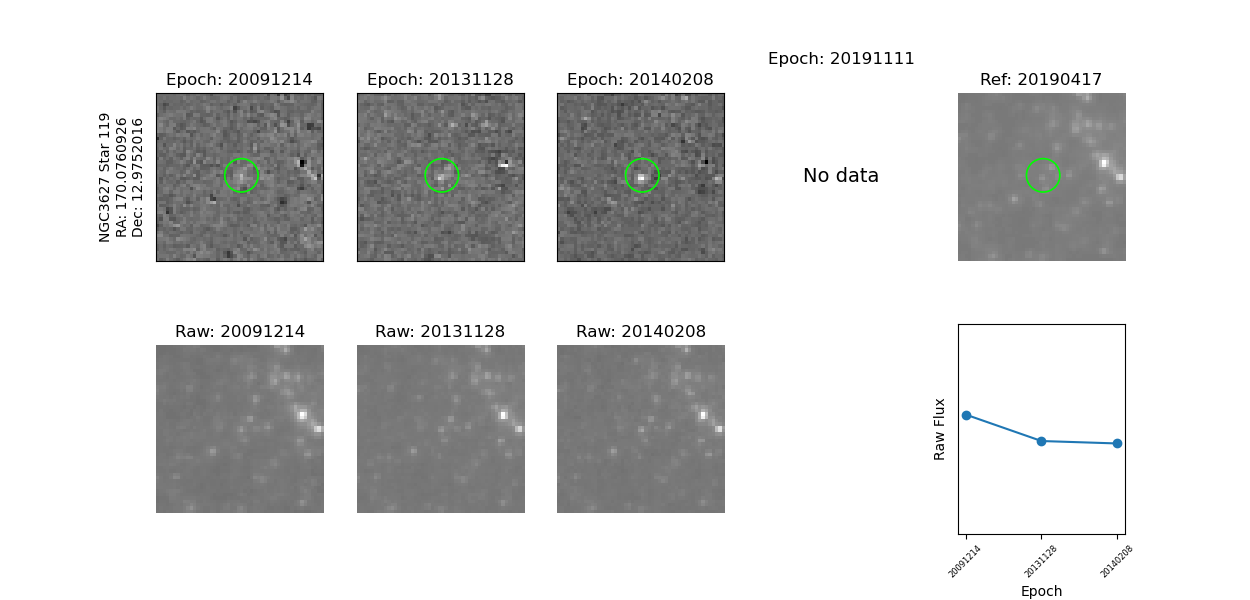 Epoch: 20191111
Epoch: 20091214
Epoch: 20131128
Epoch: 20140208
Ref: 20190417
NGC3627 Star 119
RA: 170.0760926
Dec: 12.9752016
No data
Raw: 20091214
Raw: 20131128
Raw: 20140208
Raw Flux
20091214
20131128
20140208
Epoch